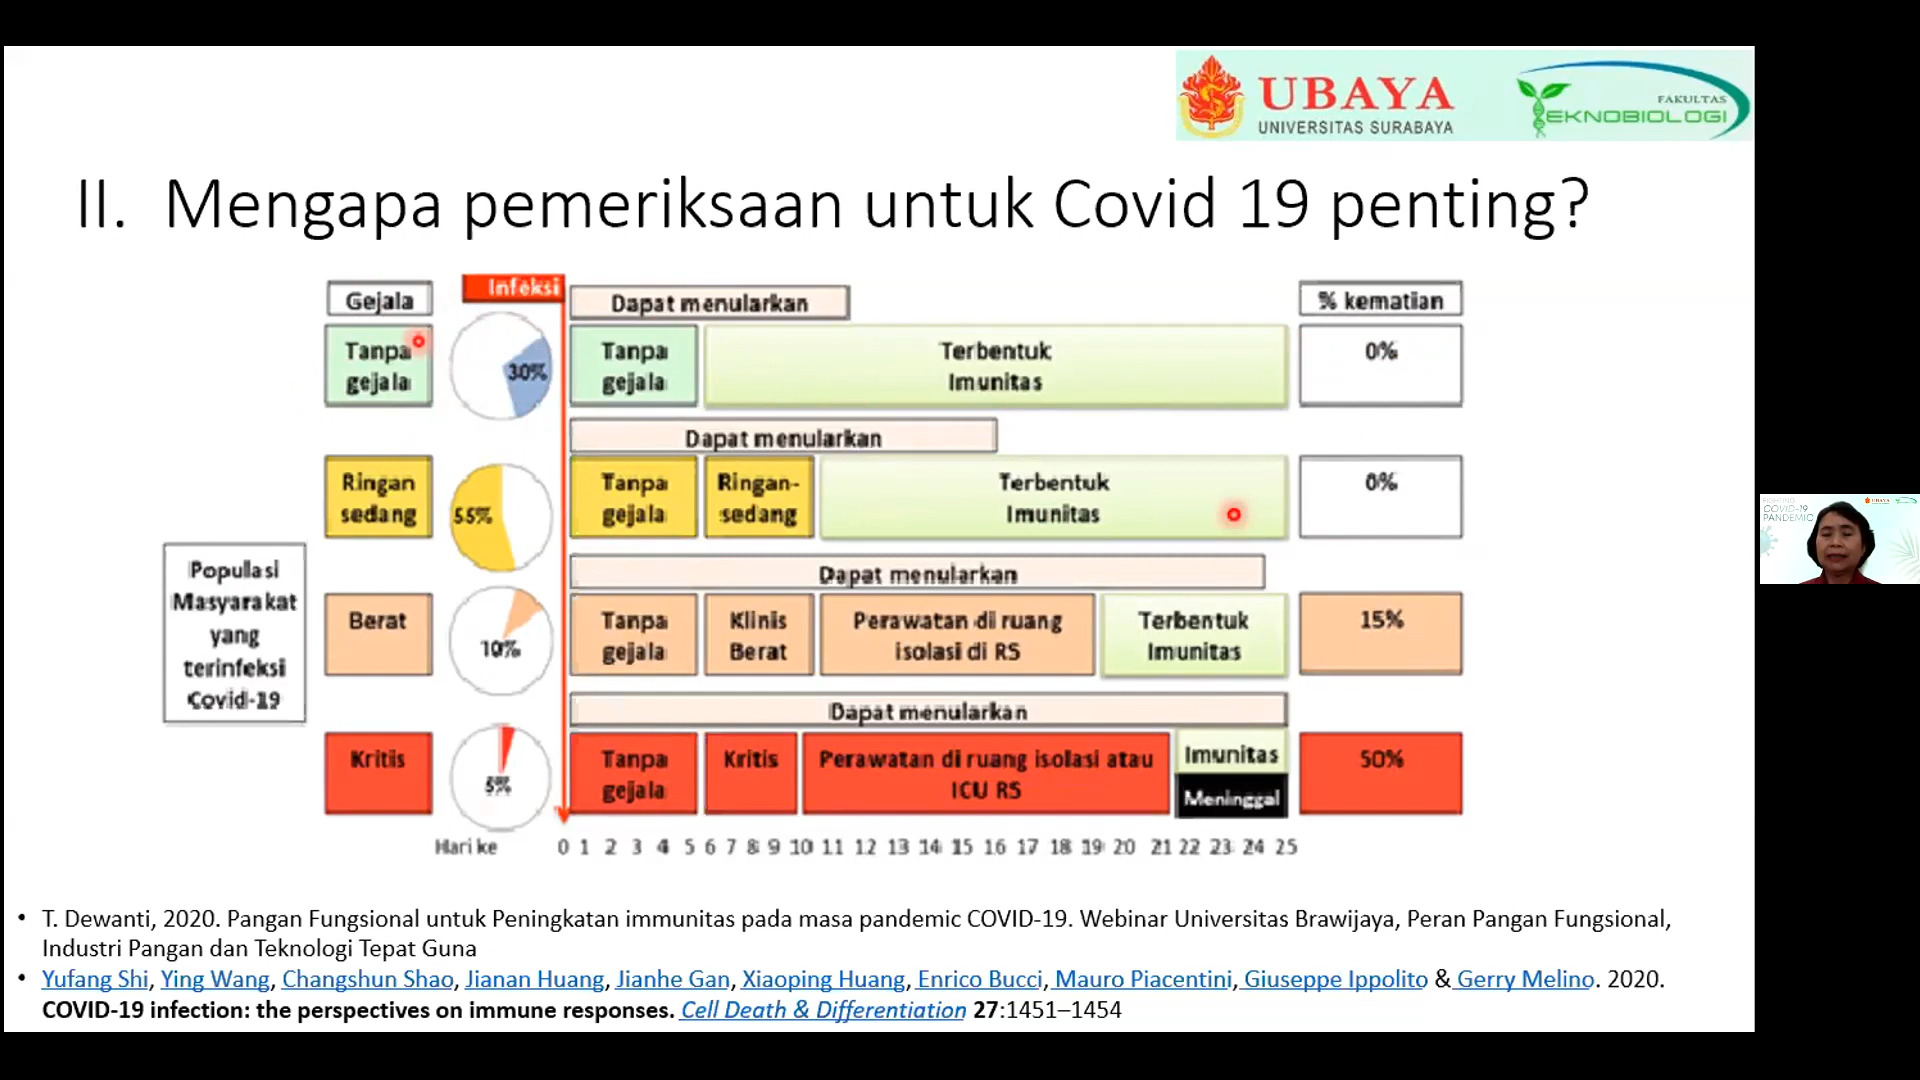 UBAYA
UNIVERSITAS SURABAYA
FAKULTAS
TEKNOBIOLOGI
II. Mengapa pemeriksaan untuk Covid 19 penting?
Gejala
Infeksi
Dapat menularkan
% kematian
Tanpa
gejala
30%
Tanpa
gejala
Terbentuk
Imunitas
0%
Dapat menularkan
Ringan
sedang
55%
Tanpa
gejala
Ringan-
sedang
Terbentuk
Imunitas
0%
Populasi
Masyarakat
yang
terinfeksi
Covid-19
Dapat menularkan
Berat
10%
Tanpa
gejala
Klinis
Berat
Perawatan di ruang
isolasi di RS
Terbentuk
Imunitas
15%
Dapat menularkan
Kritis
5%
Tanpa
gejala
Kritis
Perawatan di ruang isolasi atau
ICU RS
Imunitas
Meninggal
50%
Hari ke 0 1 2 3 4 5 6 7 8 9 10 11 12 13 14 15 16 17 18 19 20 21 22 23 24 25
• T. Dewanti, 2020. Pangan Fungsional untuk Peningkatan immunitas pada masa pandemic COVID-19. Webinar Universitas Brawijaya, Peran Pangan Fungsional,
Industri Pangan dan Teknologi Tepat Guna
• Yufang Shi, Ying Wang, Changshun Shao, Jianan Huang, Jianhe Gan, Xiaoping Huang, Enrico Bucci, Mauro Piacentini, Giuseppe Ippolito & Gerry Melino. 2020.
COVID-19 infection: the perspectives on immune responses. Cell Death & Differentiation 27:1451–1454
FIGHTING
COVID-19
PANDEMIC
UBAYA